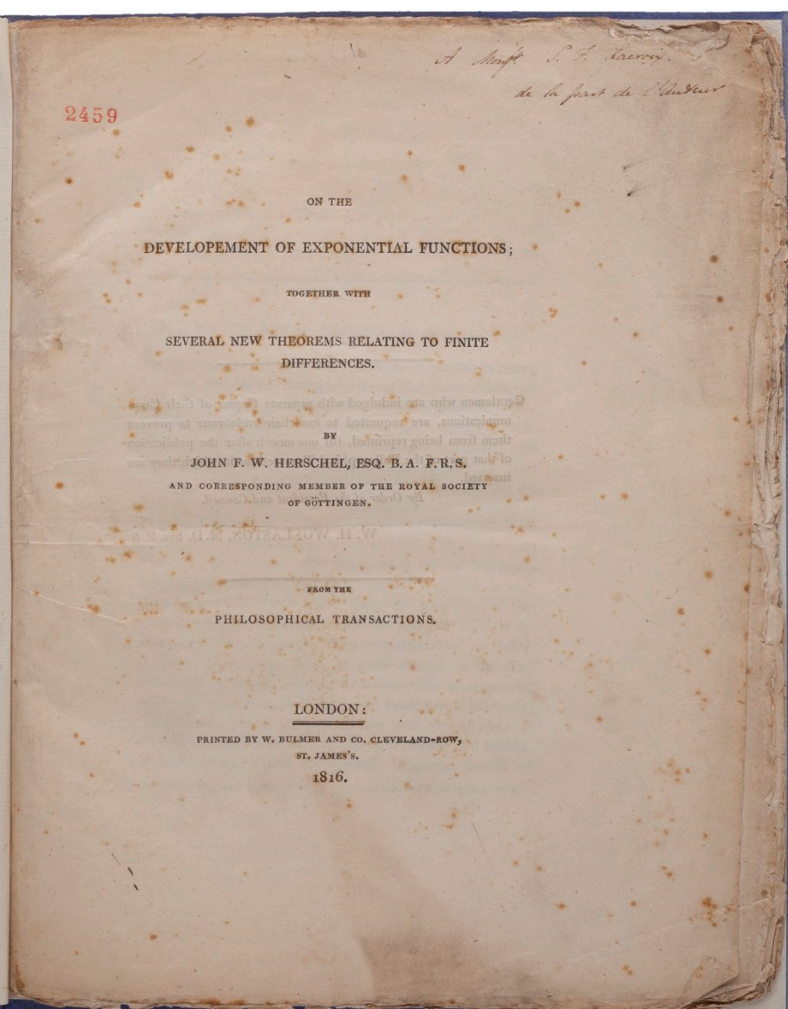 A Monsr. S. F. Lacroix.
de la part de l'Auteur
2459
ON THE
DEVELOPEMENT OF EXPONENTIAL FUNCTIONS;
TOGETHER WITH
SEVERAL NEW THEOREMS RELATING TO FINITE
DIFFERENCES.
BY
JOHN F. W. HERSCHEL, ESQ. B. A. F. R. S.
AND CORRESPONDING MEMBER OF THE ROYAL SOCIETY
OF GÖTTINGEN.
FROM THE
PHILOSOPHICAL TRANSACTIONS.
LONDON:
PRINTED BY W. BULMER AND CO. CLEVELAND-ROW,
ST. JAMES'S.
1816.